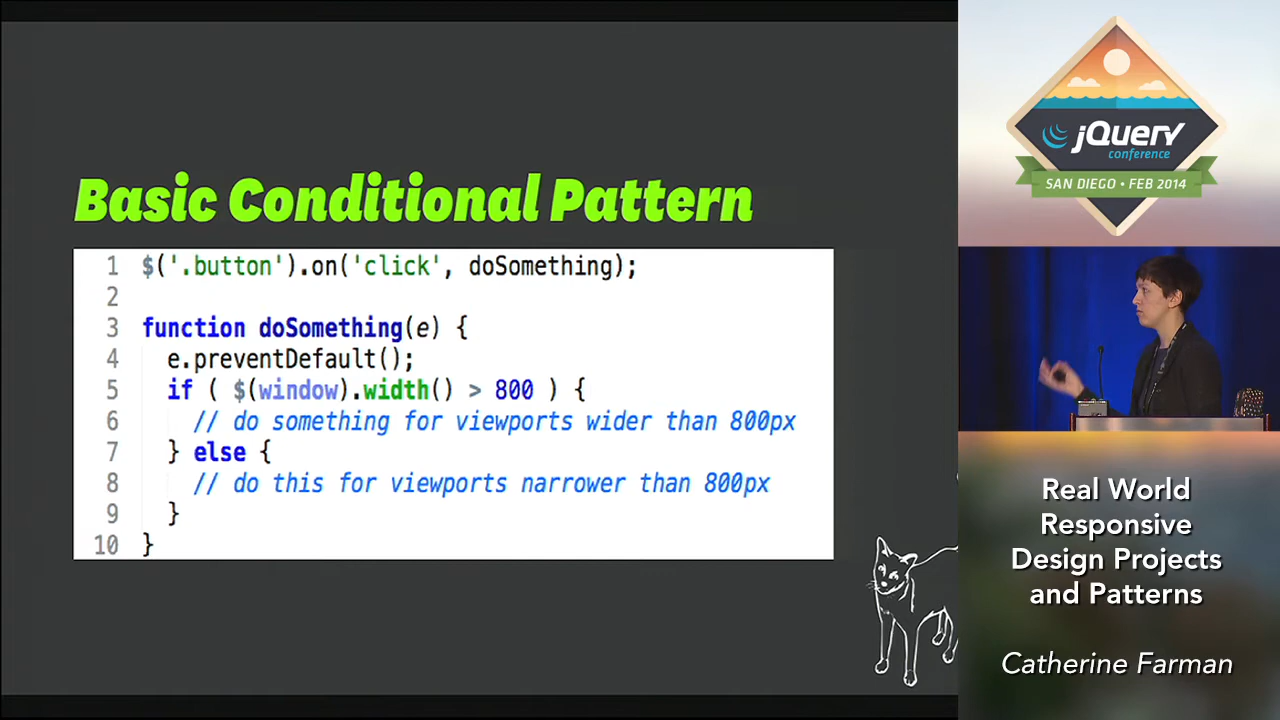 Basic Conditional Pattern
1 $('.button').on('click', doSomething);
2
3 function doSomething(e) {
4 e.preventDefault();
5 if ( $(window).width() > 800 ) {
6 // do something for viewports wider than 800px
7 } else {
8 // do this for viewports narrower than 800px
9 }
10 }
jQuery
conference
SAN DIEGO • FEB 2014
Real World
Responsive
Design Projects
and Patterns
Catherine Farman